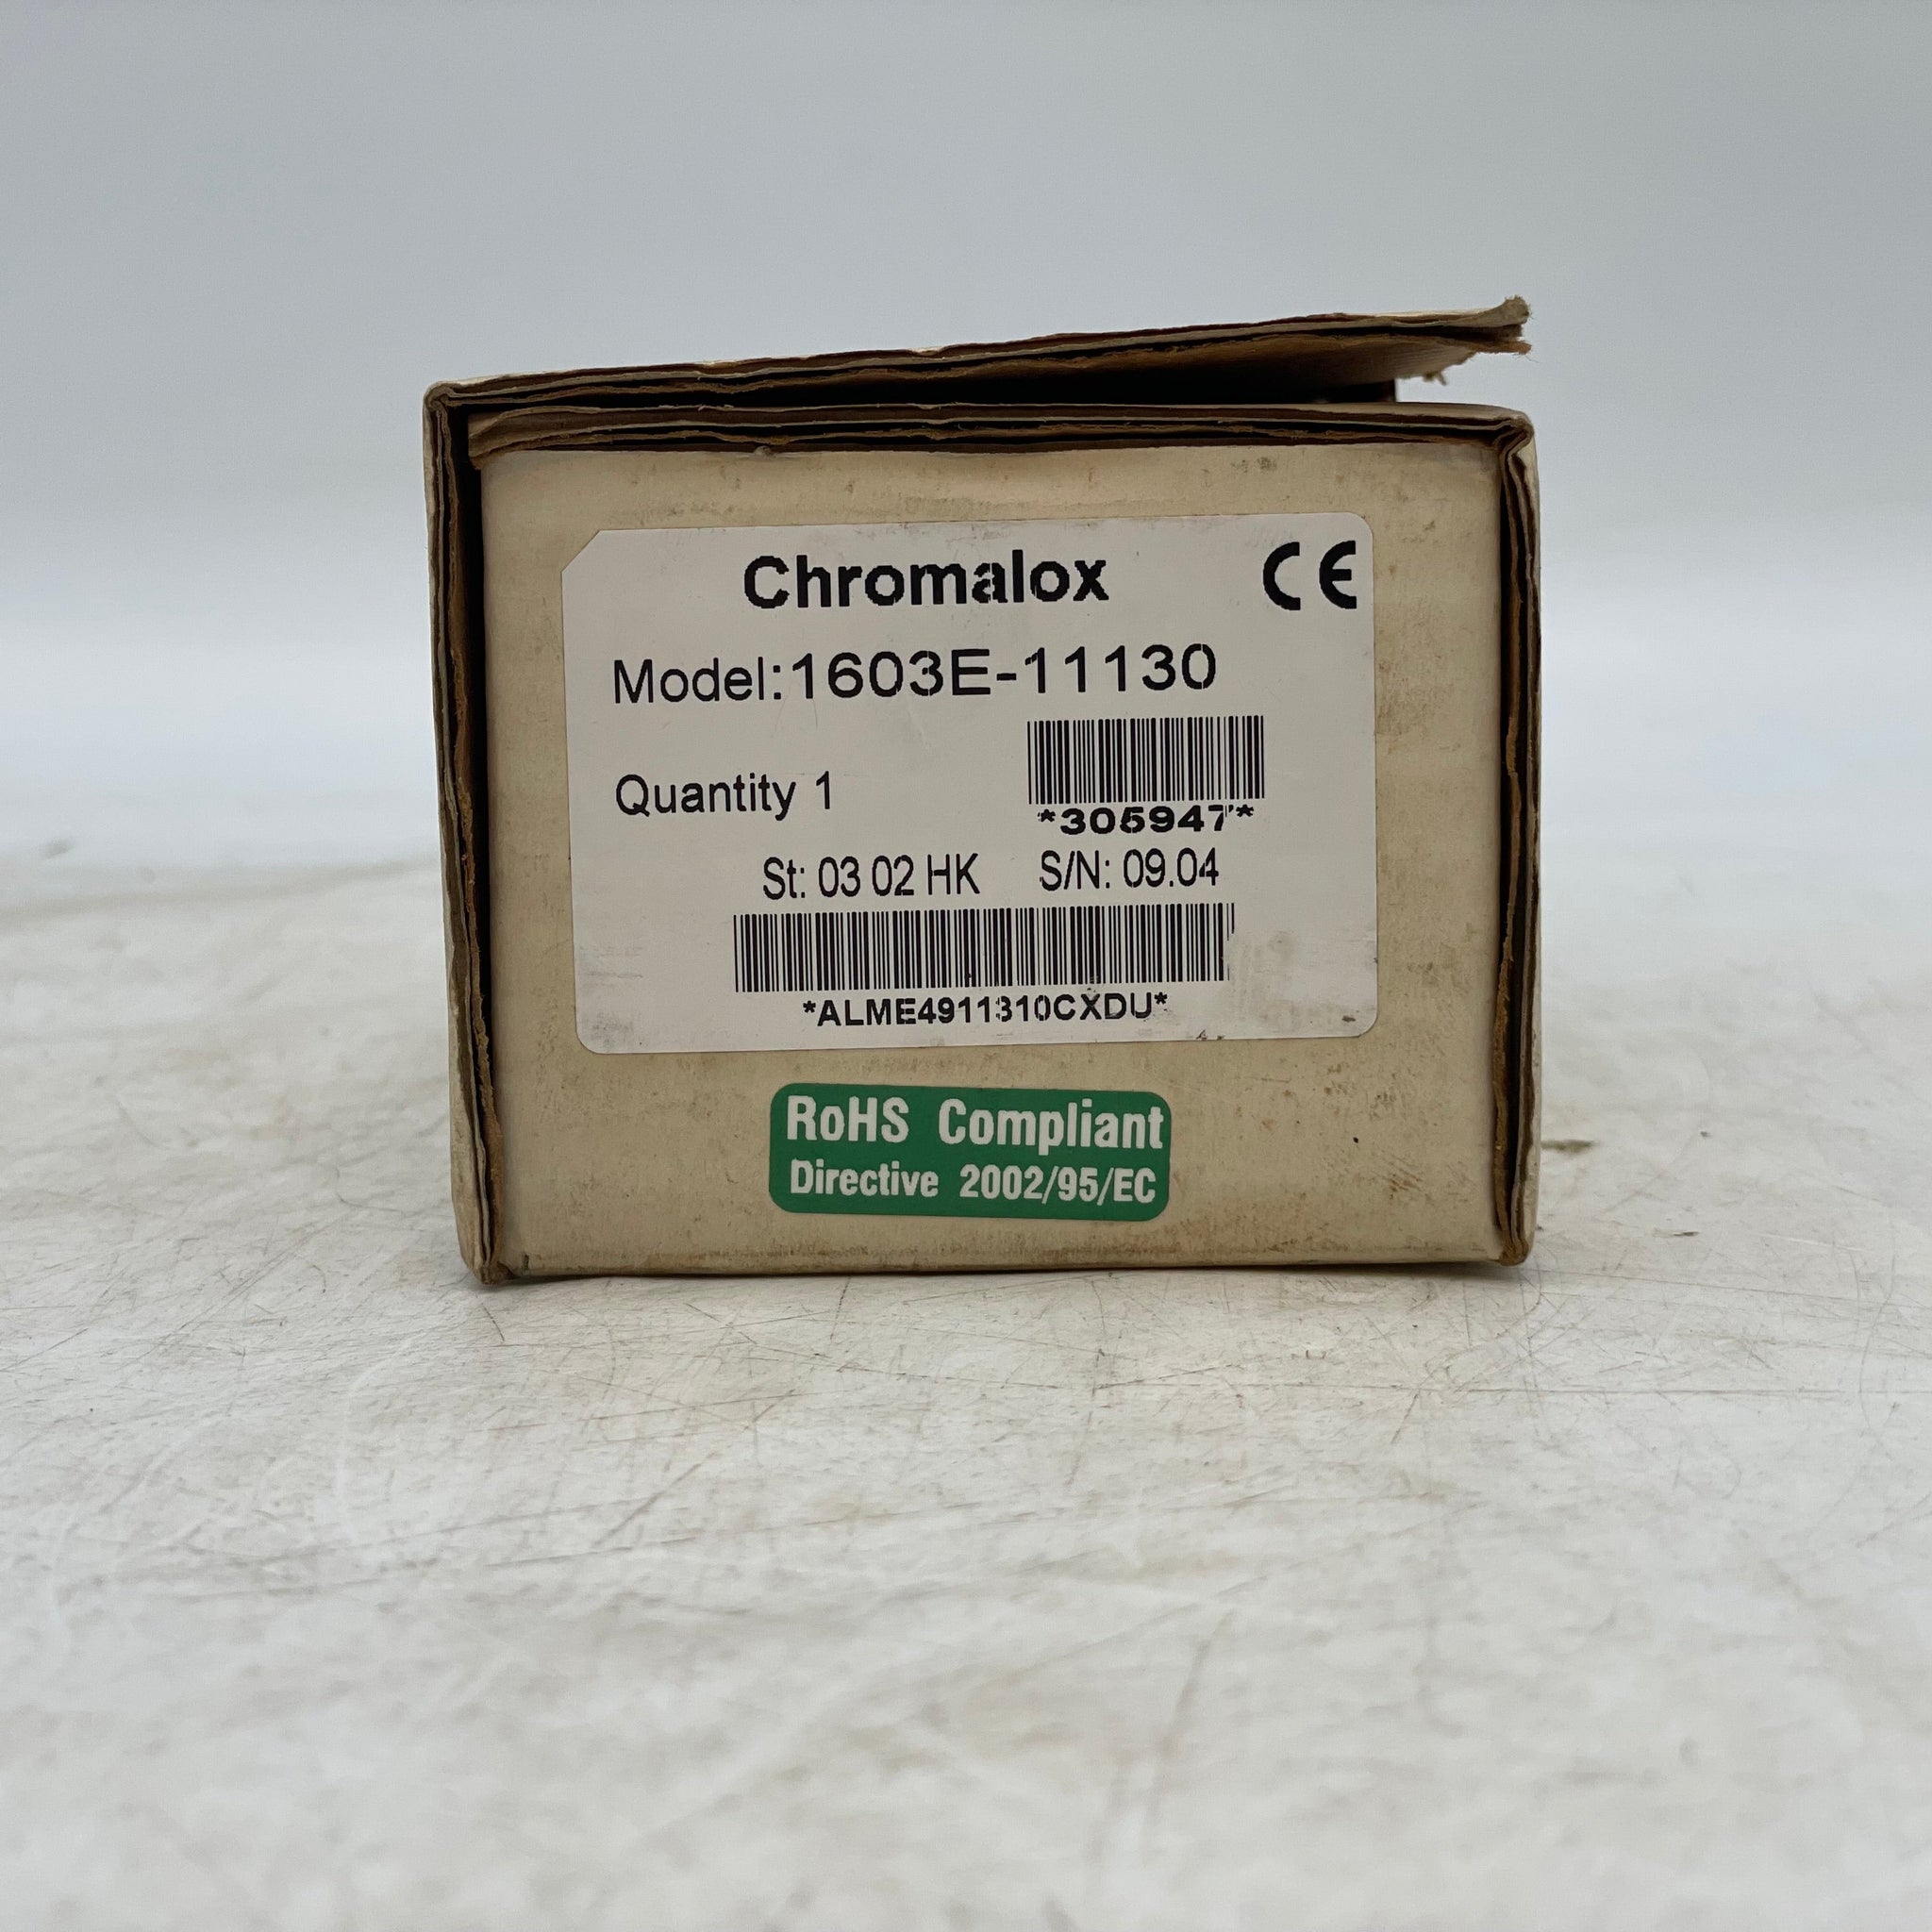 Chromalox CE
Model:1603E-11130
Quantity 1
*305947*
St: 03 02 HK S/N: 09.04
*ALME4911310CXDU*
RoHS Compliant
Directive 2002/95/EC